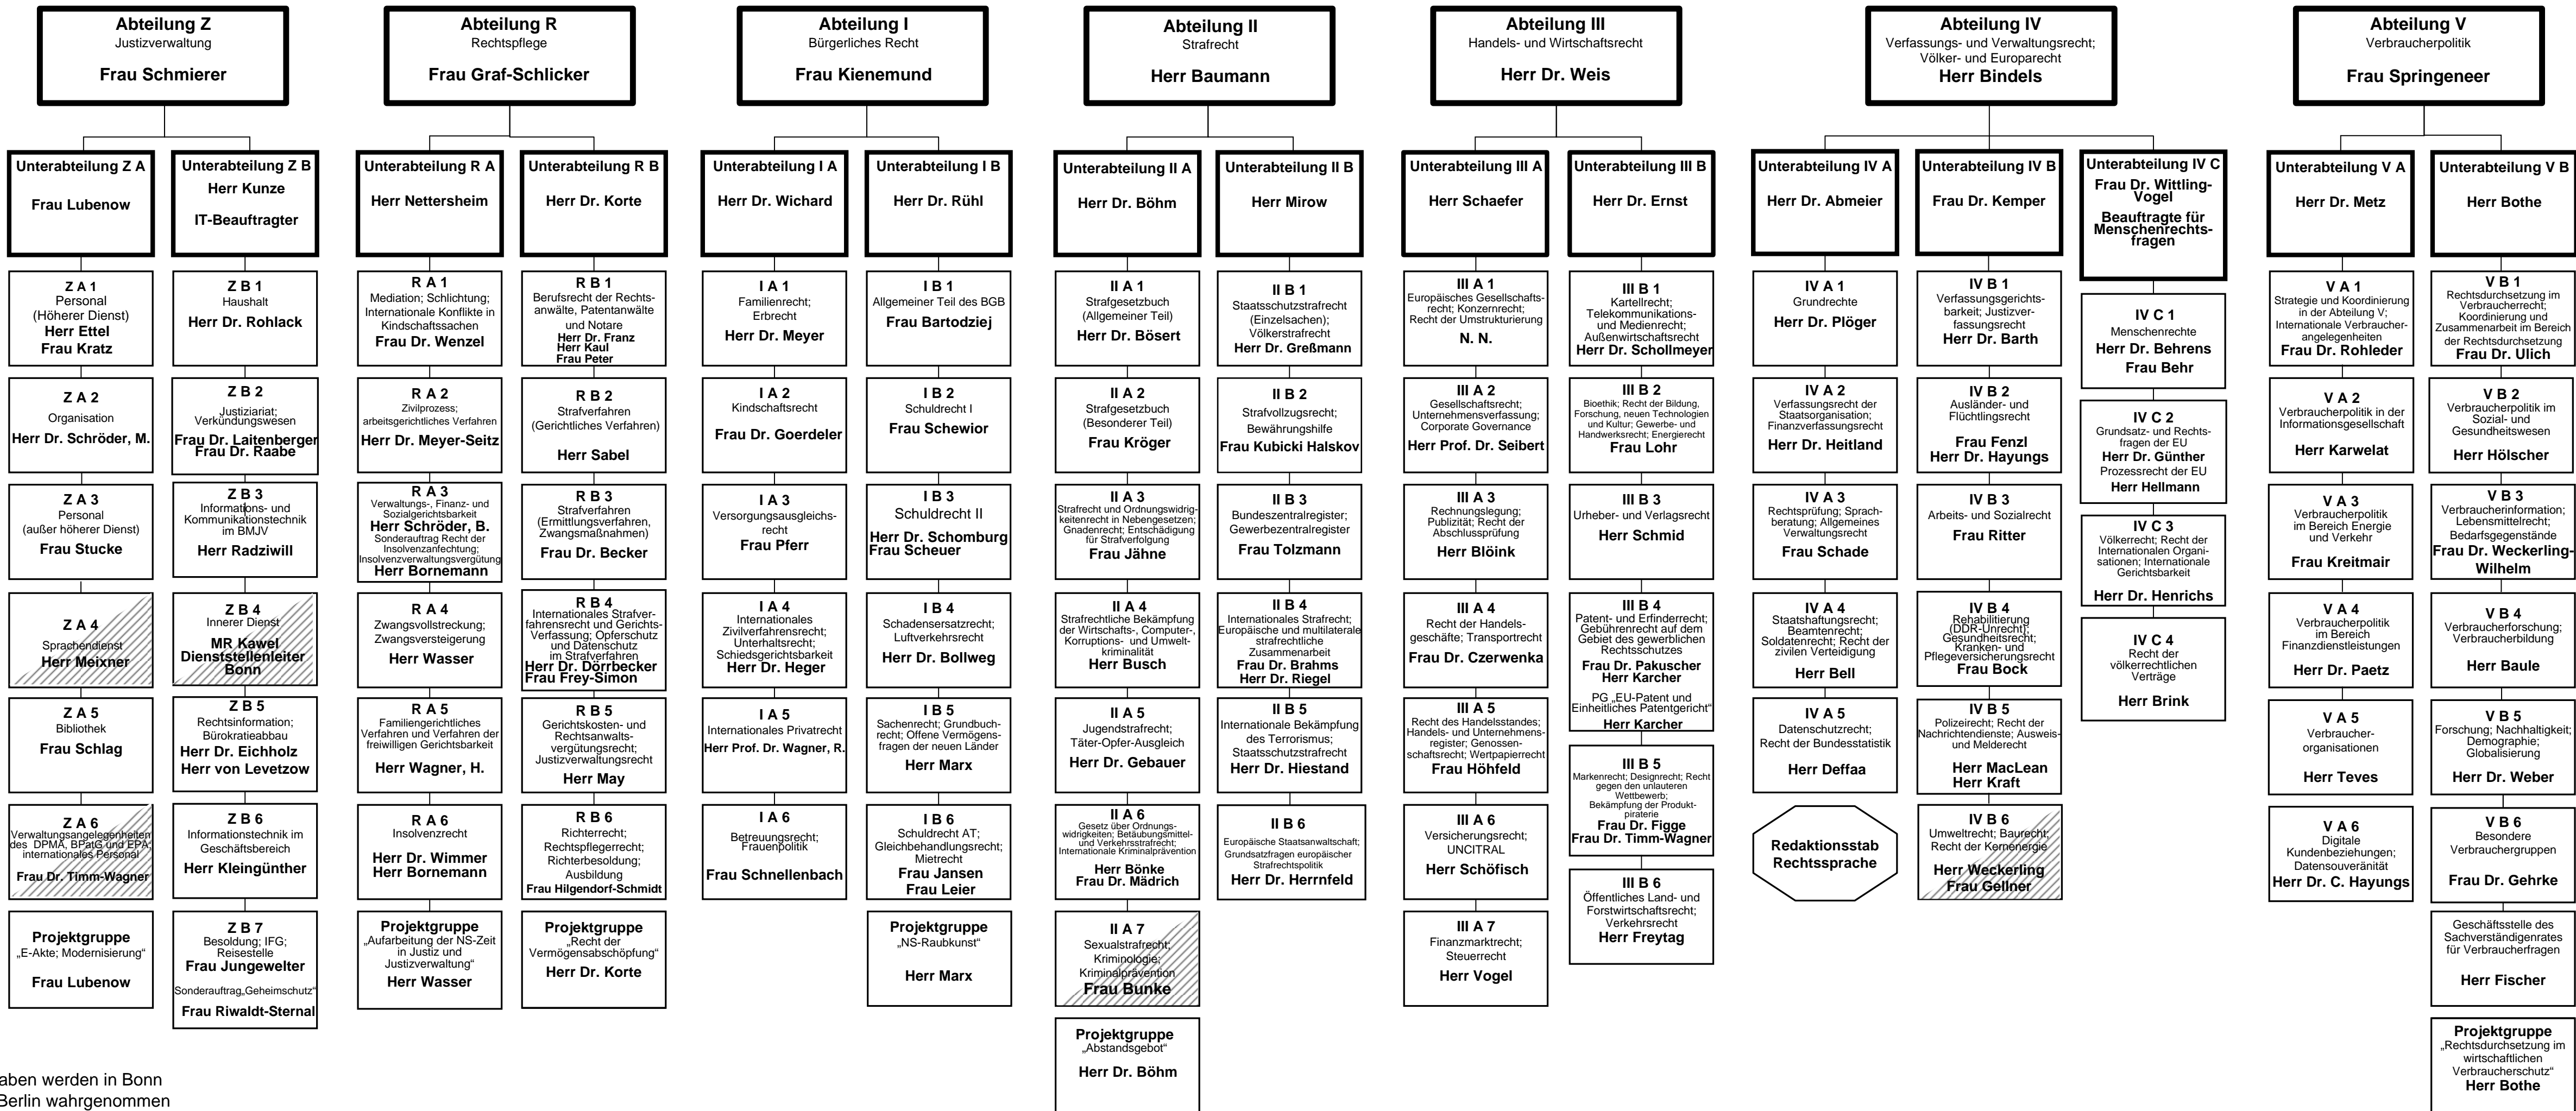 Abteilung Z
Justizverwaltung
Frau Schmierer
Unterabteilung Z A
Frau Lubenow
Z A 1
Personal
(Höherer Dienst)
Herr Ettel
Frau Kratz
Z A 2
Organisation
Herr Dr. Schröder, M.
Z A 3
Personal
(außer höherer Dienst)
Frau Stucke
Z A 4
Sprachendienst
Herr Meixner
Z A 5
Bibliothek
Frau Schlag
Z A 6
Verwaltungsangelegenheiten
des DPMA, BPatG und EPA;
internationales Personal
Frau Dr. Timm-Wagner
Projektgruppe
„E-Akte; Modernisierung“
Frau Lubenow
Unterabteilung Z B
Herr Kunze
IT-Beauftragter
Z B 1
Haushalt
Herr Dr. Rohlack
Z B 2
Justiziariat;
Verkündungswesen
Frau Dr. Laitenberger
Frau Dr. Raabe
Z B 3
Informations- und
Kommunikationstechnik
im BMJV
Herr Radziwill
Z B 4
Innerer Dienst
MR Kawel
Dienststellenleiter
Bonn
Z B 5
Rechtsinformation;
Bürokratieabbau
Herr Dr. Eichholz
Herr von Levetzow
Z B 6
Informationstechnik im
Geschäftsbereich
Herr Kleingünther
Z B 7
Besoldung; IFG;
Reisestelle
Frau Jungewelter
Sonderauftrag„Geheimschutz“
Frau Riwaldt-Sternal
Abteilung R
Rechtspflege
Frau Graf-Schlicker
Unterabteilung R A
Herr Nettersheim
R A 1
Mediation; Schlichtung;
Internationale Konflikte in
Kindschaftssachen
Frau Dr. Wenzel
R A 2
Zivilprozess;
arbeitsgerichtliches Verfahren
Herr Dr. Meyer-Seitz
R A 3
Verwaltungs-, Finanz- und
Sozialgerichtsbarkeit
Herr Schröder, B.
Sonderauftrag Recht der
Insolvenzanfechtung;
Insolvenzverwaltungsvergütung
Herr Bornemann
R A 4
Zwangsvollstreckung;
Zwangsversteigerung
Herr Wasser
R A 5
Familiengerichtliches
Verfahren und Verfahren der
freiwilligen Gerichtsbarkeit
Herr Wagner, H.
R A 6
Insolvenzrecht
Herr Dr. Wimmer
Herr Bornemann
Projektgruppe
„Aufarbeitung der NS-Zeit
in Justiz und
Justizverwaltung“
Herr Wasser
Unterabteilung R B
Herr Dr. Korte
R B 1
Berufsrecht der Rechts-
anwälte, Patentanwälte
und Notare
Herr Dr. Franz
Herr Kaul
Frau Peter
R B 2
Strafverfahren
(Gerichtliches Verfahren)
Herr Sabel
R B 3
Strafverfahren
(Ermittlungsverfahren,
Zwangsmaßnahmen)
Frau Dr. Becker
R B 4
Internationales Strafver-
fahrensrecht und Gerichts-
Verfassung; Opferschutz
und Datenschutz
im Strafverfahren
Herr Dr. Dörrbecker
Frau Frey-Simon
R B 5
Gerichtskosten- und
Rechtsanwalts-
vergütungsrecht;
Justizverwaltungsrecht
Herr May
R B 6
Richterrecht;
Rechtspflegerrecht;
Richterbesoldung;
Ausbildung
Frau Hilgendorf-Schmidt
Projektgruppe
„Recht der
Vermögensabschöpfung“
Herr Dr. Korte
Abteilung I
Bürgerliches Recht
Frau Kienemund
Unterabteilung I A
Herr Dr. Wichard
I A 1
Familienrecht;
Erbrecht
Herr Dr. Meyer
I A 2
Kindschaftsrecht
Frau Dr. Goerdeler
I A 3
Versorgungsausgleichs-
recht
Frau Pferr
I A 4
Internationales
Zivilverfahrensrecht;
Unterhaltsrecht;
Schiedsgerichtsbarkeit
Herr Dr. Heger
I A 5
Internationales Privatrecht
Herr Prof. Dr. Wagner, R.
I A 6
Betreuungsrecht;
Frauenpolitik
Frau Schnellenbach
Unterabteilung I B
Herr Dr. Rühl
I B 1
Allgemeiner Teil des BGB
Frau Bartodziej
I B 2
Schuldrecht I
Frau Schewior
I B 3
Schuldrecht II
Herr Dr. Schomburg
Frau Scheuer
I B 4
Schadensersatzrecht;
Luftverkehrsrecht
Herr Dr. Bollweg
I B 5
Sachenrecht; Grundbuch-
recht; Offene Vermögens-
fragen der neuen Länder
Herr Marx
I B 6
Schuldrecht AT;
Gleichbehandlungsrecht;
Mietrecht
Frau Jansen
Frau Leier
Projektgruppe
„NS-Raubkunst“
Herr Marx
Abteilung II
Strafrecht
Herr Baumann
Unterabteilung II A
Herr Dr. Böhm
II A 1
Strafgesetzbuch
(Allgemeiner Teil)
Herr Dr. Bösert
II A 2
Strafgesetzbuch
(Besonderer Teil)
Frau Kröger
II A 3
Strafrecht und Ordnungswidrig-
keitenrecht in Nebengesetzen;
Gnadenrecht; Entschädigung
für Strafverfolgung
Frau Jähne
II A 4
Strafrechtliche Bekämpfung
der Wirtschafts-, Computer-,
Korruptions- und Umwelt-
kriminalität
Herr Busch
II A 5
Jugendstrafrecht;
Täter-Opfer-Ausgleich
Herr Dr. Gebauer
II A 6
Gesetz über Ordnungs-
widrigkeiten; Betäubungsmittel-
und Verkehrsstrafrecht;
Internationale Kriminalprävention
Herr Bönke
Frau Dr. Mädrich
II A 7
Sexualstrafrecht;
Kriminologie;
Kriminalprävention
Frau Bunke
Projektgruppe
„Abstandsgebot“
Herr Dr. Böhm
Unterabteilung II B
Herr Mirow
II B 1
Staatsschutzstrafrecht
(Einzelsachen);
Völkerstrafrecht
Herr Dr. Greßmann
II B 2
Strafvollzugsrecht;
Bewährungshilfe
Frau Kubicki Halskov
II B 3
Bundeszentralregister;
Gewerbezentralregister
Frau Tolzmann
II B 4
Internationales Strafrecht;
Europäische und multilaterale
strafrechtliche
Zusammenarbeit
Frau Dr. Brahms
Herr Dr. Riegel
II B 5
Internationale Bekämpfung
des Terrorismus;
Staatsschutzstrafrecht
Herr Dr. Hiestand
II B 6
Europäische Staatsanwaltschaft;
Grundsatzfragen europäischer
Strafrechtspolitik
Herr Dr. Herrnfeld
Abteilung III
Handels- und Wirtschaftsrecht
Herr Dr. Weis
Unterabteilung III A
Herr Schaefer
III A 1
Europäisches Gesellschafts-
recht; Konzernrecht;
Recht der Umstrukturierung
N. N.
III A 2
Gesellschaftsrecht;
Unternehmensverfassung;
Corporate Governance
Herr Prof. Dr. Seibert
III A 3
Rechnungslegung;
Publizität; Recht der
Abschlussprüfung
Herr Blöink
III A 4
Recht der Handels-
geschäfte; Transportrecht
Frau Dr. Czerwenka
III A 5
Recht des Handelsstandes;
Handels- und Unternehmens-
register; Genossen-
schaftsrecht; Wertpapierrecht
Frau Höhfeld
III A 6
Versicherungsrecht;
UNCITRAL
Herr Schöfisch
III A 7
Finanzmarktrecht;
Steuerrecht
Herr Vogel
Unterabteilung III B
Herr Dr. Ernst
III B 1
Kartellrecht;
Telekommunikations-
und Medienrecht;
Außenwirtschaftsrecht
Herr Dr. Schollmeyer
III B 2
Bioethik; Recht der Bildung,
Forschung, neuen Technologien
und Kultur; Gewerbe- und
Handwerksrecht; Energierecht
Frau Lohr
III B 3
Urheber- und Verlagsrecht
Herr Schmid
III B 4
Patent- und Erfinderrecht;
Gebührenrecht auf dem
Gebiet des gewerblichen
Rechtsschutzes
Frau Dr. Pakuscher
Herr Karcher
PG „EU-Patent und
Einheitliches Patentgericht“
Herr Karcher
III B 5
Markenrecht; Designrecht; Recht
gegen den unlauteren
Wettbewerb;
Bekämpfung der Produkt-
piraterie
Frau Dr. Figge
Frau Dr. Timm-Wagner
III B 6
Öffentliches Land- und
Forstwirtschaftsrecht;
Verkehrsrecht
Herr Freytag
Abteilung IV
Verfassungs- und Verwaltungsrecht;
Völker- und Europarecht
Herr Bindels
Unterabteilung IV A
Herr Dr. Abmeier
IV A 1
Grundrechte
Herr Dr. Plöger
IV A 2
Verfassungsrecht der
Staatsorganisation;
Finanzverfassungsrecht
Herr Dr. Heitland
IV A 3
Rechtsprüfung; Sprach-
beratung; Allgemeines
Verwaltungsrecht
Frau Schade
IV A 4
Staatshaftungsrecht;
Beamtenrecht;
Soldatenrecht; Recht der
zivilen Verteidigung
Herr Bell
IV A 5
Datenschutzrecht;
Recht der Bundesstatistik
Herr Deffaa
Redaktionsstab
Rechtssprache
Unterabteilung IV B
Frau Dr. Kemper
IV B 1
Verfassungsgerichts-
barkeit; Justizver-
fassungsrecht
Herr Dr. Barth
IV B 2
Ausländer- und
Flüchtlingsrecht
Frau Fenzl
Herr Dr. Hayungs
IV B 3
Arbeits- und Sozialrecht
Frau Ritter
IV B 4
Rehabilitierung
(DDR-Unrecht);
Gesundheitsrecht;
Kranken- und
Pflegeversicherungsrecht
Frau Bock
IV B 5
Polizeirecht; Recht der
Nachrichtendienste; Ausweis-
und Melderecht
Herr MacLean
Herr Kraft
IV B 6
Umweltrecht; Baurecht;
Recht der Kernenergie
Herr Weckerling
Frau Gellner
Unterabteilung IV C
Frau Dr. Wittling-
Vogel
Beauftragte für
Menschenrechts-
fragen
IV C 1
Menschenrechte
Herr Dr. Behrens
Frau Behr
IV C 2
Grundsatz- und Rechts-
fragen der EU
Herr Dr. Günther
Prozessrecht der EU
Herr Hellmann
IV C 3
Völkerrecht; Recht der
Internationalen Organi-
sationen; Internationale
Gerichtsbarkeit
Herr Dr. Henrichs
IV C 4
Recht der
völkerrechtlichen
Verträge
Herr Brink
Abteilung V
Verbraucherpolitik
Frau Springeneer
Unterabteilung V A
Herr Dr. Metz
V A 1
Strategie und Koordinierung
in der Abteilung V;
Internationale Verbraucher-
angelegenheiten
Frau Dr. Rohleder
V A 2
Verbraucherpolitik in der
Informationsgesellschaft
Herr Karwelat
V A 3
Verbraucherpolitik
im Bereich Energie
und Verkehr
Frau Kreitmair
V A 4
Verbraucherpolitik
im Bereich
Finanzdienstleistungen
Herr Dr. Paetz
V A 5
Verbraucher-
organisationen
Herr Teves
V A 6
Digitale
Kundenbeziehungen;
Datensouveränität
Herr Dr. C. Hayungs
Unterabteilung V B
Herr Bothe
V B 1
Rechtsdurchsetzung im
Verbraucherrecht;
Koordinierung und
Zusammenarbeit im Bereich
der Rechtsdurchsetzung
Frau Dr. Ulich
V B 2
Verbraucherpolitik im
Sozial- und
Gesundheitswesen
Herr Hölscher
V B 3
Verbraucherinformation;
Lebensmittelrecht;
Bedarfsgegenstände
Frau Dr. Weckerling-
Wilhelm
V B 4
Verbraucherforschung;
Verbraucherbildung
Herr Baule
V B 5
Forschung; Nachhaltigkeit;
Demographie;
Globalisierung
Herr Dr. Weber
V B 6
Besondere
Verbrauchergruppen
Frau Dr. Gehrke
Geschäftsstelle des
Sachverständigenrates
für Verbraucherfragen
Herr Fischer
Projektgruppe
„Rechtsdurchsetzung im
wirtschaftlichen
Verbraucherschutz“
Herr Bothe
aben werden in Bonn
Berlin wahrgenommen